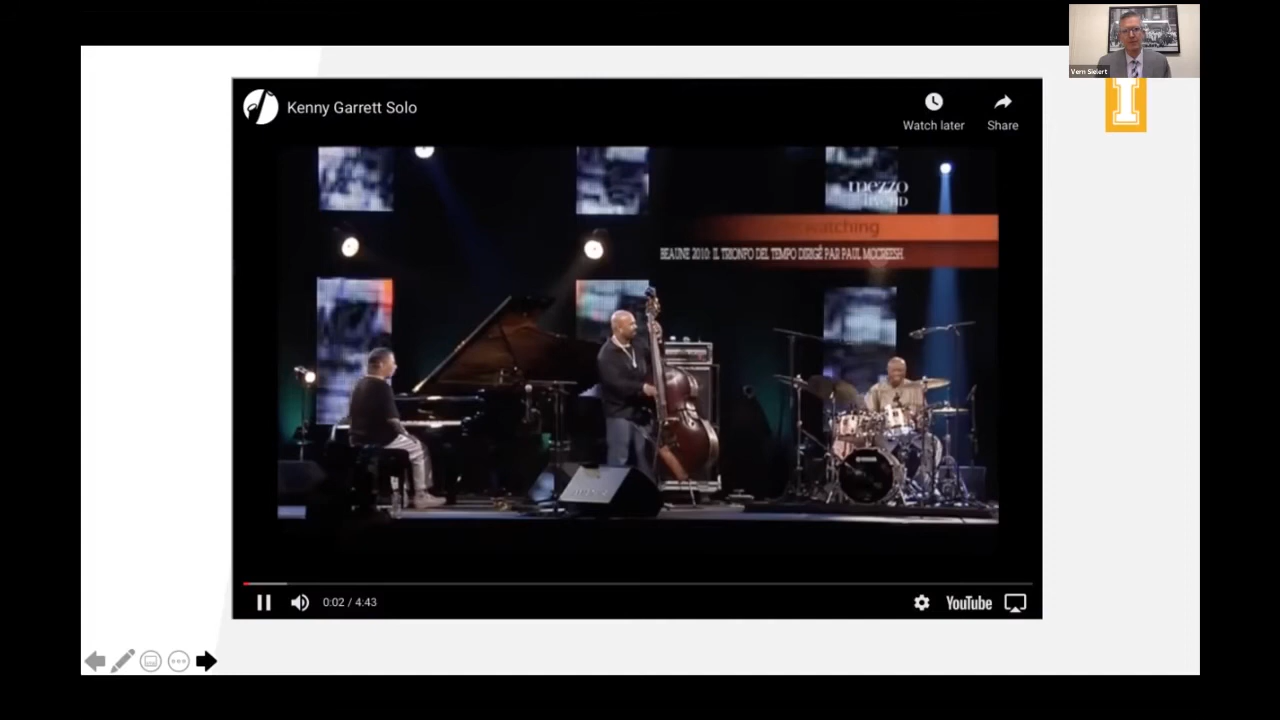 Vern Sielert
I
Kenny Garrett Solo
Watch later
Share
mezzo
live HD
watching
BEAUNE 2010: IL TRIONFO DEL TEMPO DIRGÉ PAR PAUL MCCREESH
0:02 / 4:43
YouTube